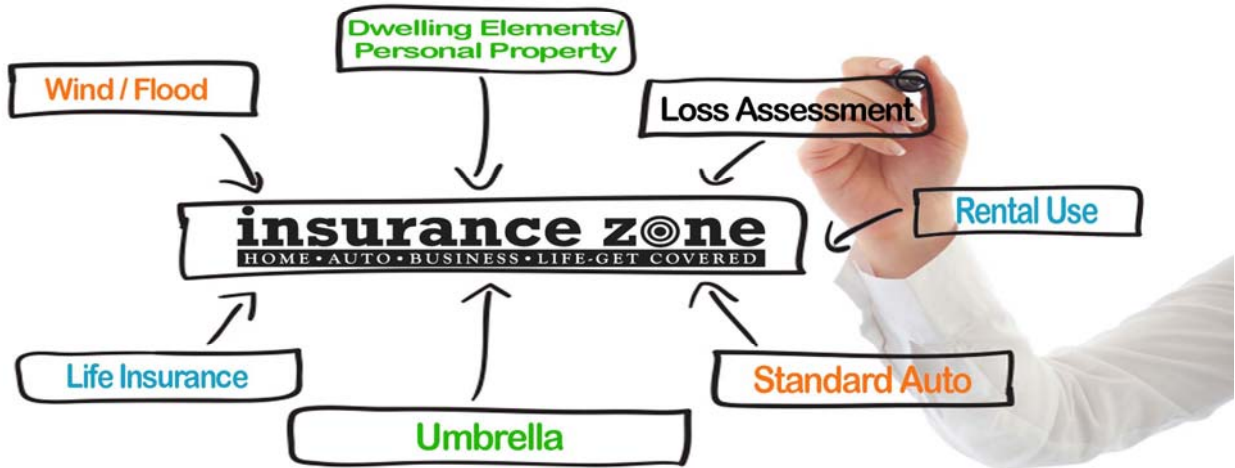 Dwelling Elements/
Personal Property
Wind / Flood
Loss Assessment
Rental Use
insurance zone
HOME • AUTO • BUSINESS • LIFE-GET COVERED
Life Insurance
Standard Auto
Umbrella